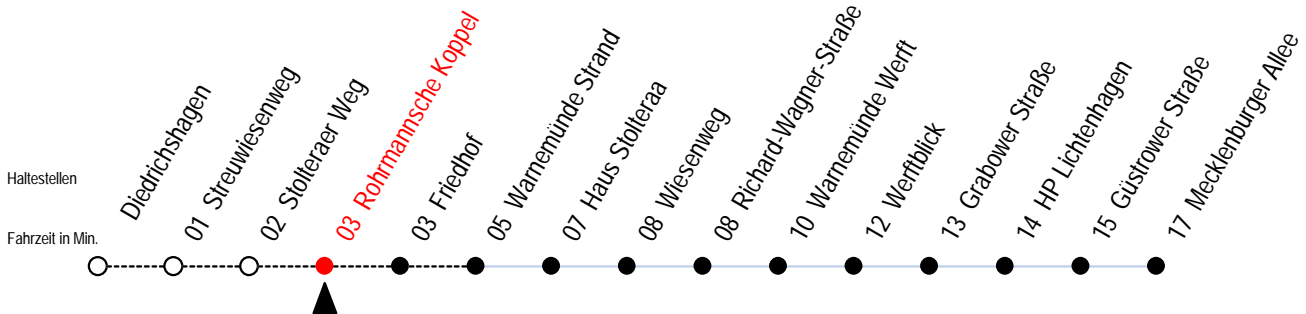 Haltestellen
Fahrzeit in Min.
Diedrichshagen
01 Streuwiesenweg
02 Stolteraer Weg
03 Rohrmannsche Koppel
03 Friedhof
05 Warnemünde Strand
07 Haus Stolteraa
08 Wiesenweg
08 Richard-Wagner-Straße
10 Warnemünde Werft
12 Werftblick
13 Grabower Straße
14 HP Lichtenhagen
15 Güstrower Straße
17 Mecklenburger Allee